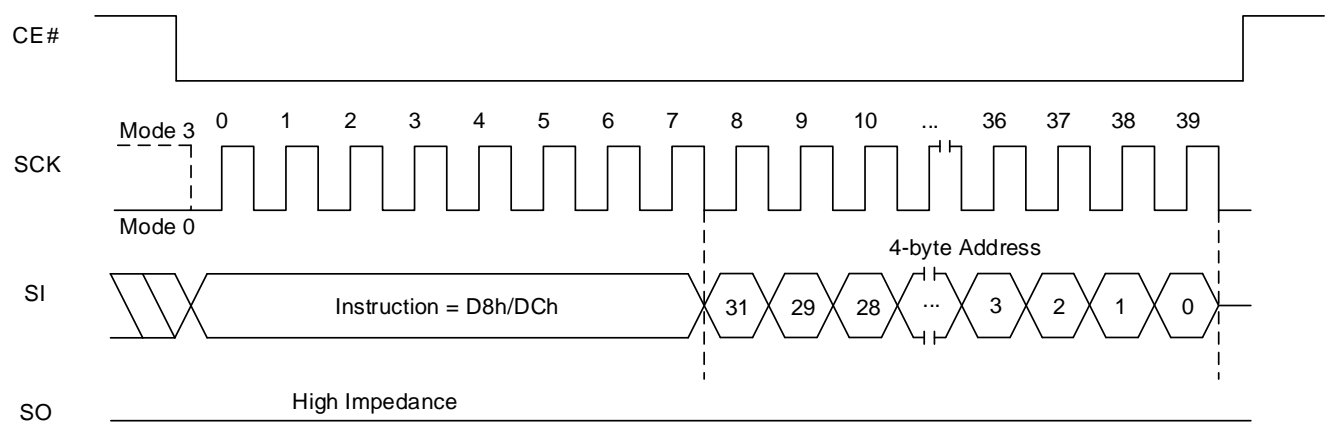 CE#
SCK
Mode 3
0 1 2 3 4 5 6 7 8 9 10 ... 36 37 38 39
Mode 0
4-byte Address
SI
Instruction = D8h/DCh
31 29 28 ... 3 2 1 0
SO
High Impedance